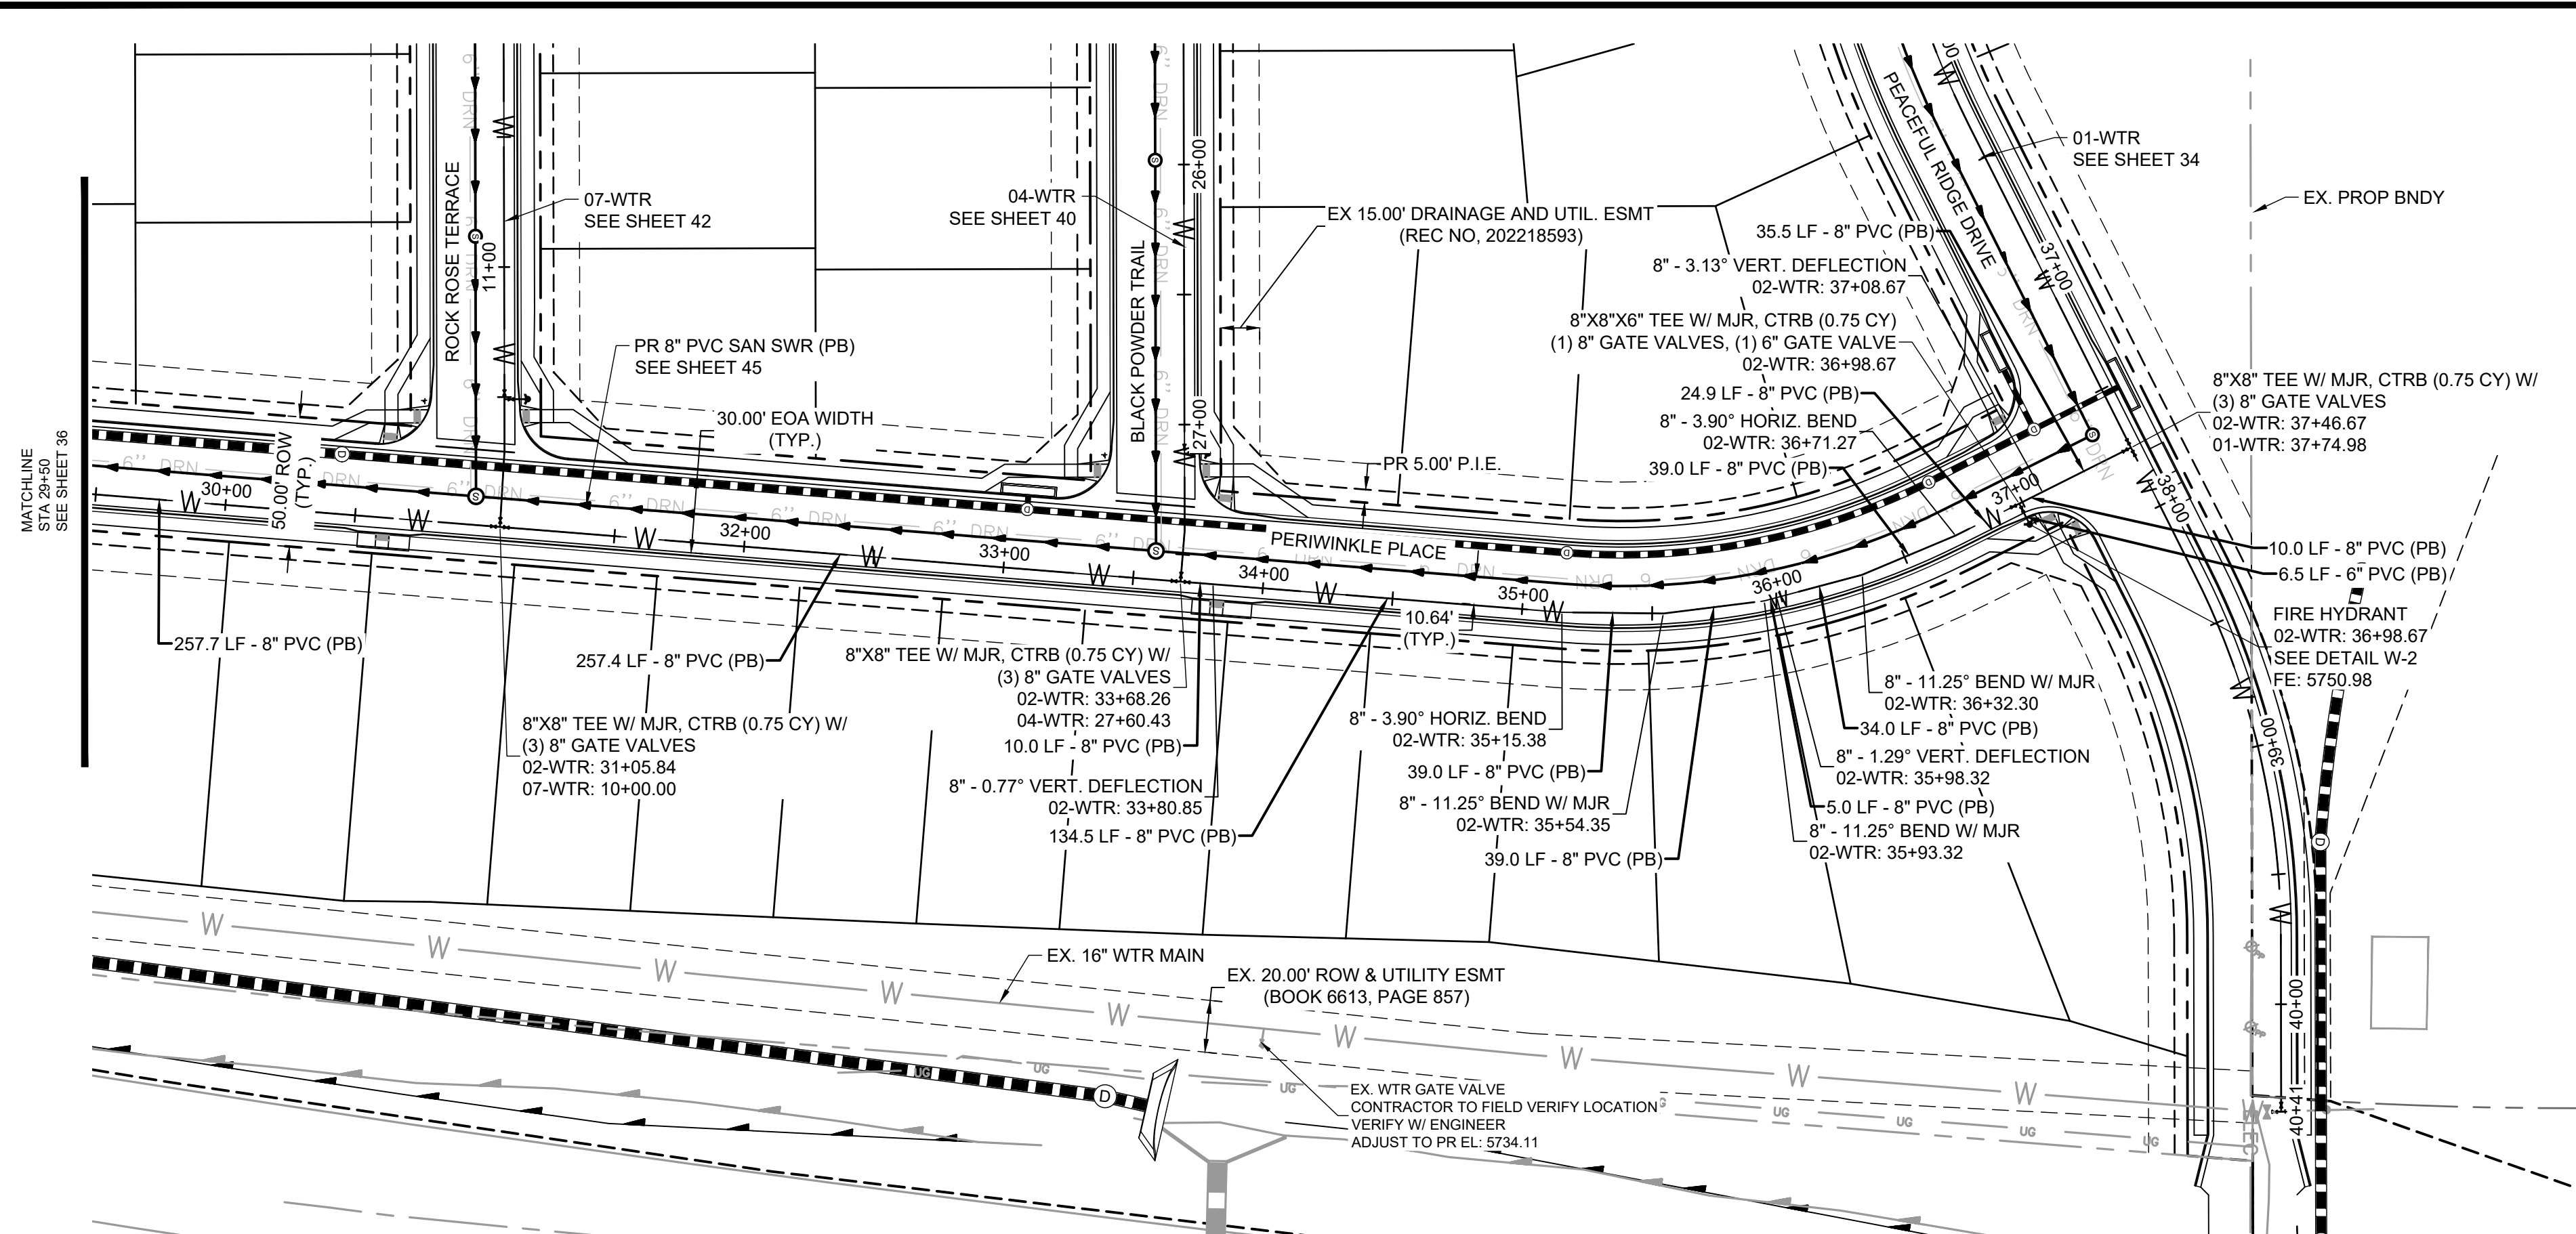 MATCHLINE
STA 29+50
SEE SHEET 36
ROCK ROSE TERRACE
11+00
07-WTR
SEE SHEET 42
PR 8" PVC SAN SWR (PB)
SEE SHEET 45
30.00' EOA WIDTH
(TYP.)
50.00' ROW
(TYP.)
04-WTR
SEE SHEET 40
BLACK POWDER TRAIL
26+00
27+00
EX 15.00' DRAINAGE AND UTIL. ESMT
(REC NO, 202218593)
PR 5.00' P.I.E.
PEACEFUL RIDGE DRIVE
01-WTR
SEE SHEET 34
EX. PROP BNDY
35.5 LF - 8" PVC (PB)
8" - 3.13° VERT. DEFLECTION
02-WTR: 37+08.67
8"X8"X6" TEE W/ MJR, CTRB (0.75 CY)
(1) 8" GATE VALVES, (1) 6" GATE VALVE
02-WTR: 36+98.67
24.9 LF - 8" PVC (PB)
8" - 3.90° HORIZ. BEND
02-WTR: 36+71.27
39.0 LF - 8" PVC (PB)
8"X8" TEE W/ MJR, CTRB (0.75 CY) W/
(3) 8" GATE VALVES
02-WTR: 37+46.67
01-WTR: 37+74.98
37+00
38+00
39+00
40+00
40+41
30+00
32+00
33+00
34+00
35+00
36+00
37+00
PERIWINKLE PLACE
10.64'
(TYP.)
10.0 LF - 8" PVC (PB)
6.5 LF - 6" PVC (PB)
FIRE HYDRANT
02-WTR: 36+98.67
SEE DETAIL W-2
FE: 5750.98
257.7 LF - 8" PVC (PB)
257.4 LF - 8" PVC (PB)
8"X8" TEE W/ MJR, CTRB (0.75 CY) W/
(3) 8" GATE VALVES
02-WTR: 31+05.84
07-WTR: 10+00.00
8"X8" TEE W/ MJR, CTRB (0.75 CY) W/
(3) 8" GATE VALVES
02-WTR: 33+68.26
04-WTR: 27+60.43
10.0 LF - 8" PVC (PB)
8" - 0.77° VERT. DEFLECTION
02-WTR: 33+80.85
134.5 LF - 8" PVC (PB)
8" - 3.90° HORIZ. BEND
02-WTR: 35+15.38
39.0 LF - 8" PVC (PB)
8" - 11.25° BEND W/ MJR
02-WTR: 35+54.35
39.0 LF - 8" PVC (PB)
8" - 11.25° BEND W/ MJR
02-WTR: 36+32.30
34.0 LF - 8" PVC (PB)
8" - 1.29° VERT. DEFLECTION
02-WTR: 35+98.32
5.0 LF - 8" PVC (PB)
8" - 11.25° BEND W/ MJR
02-WTR: 35+93.32
EX. 16" WTR MAIN
EX. 20.00' ROW & UTILITY ESMT
(BOOK 6613, PAGE 857)
EX. WTR GATE VALVE
CONTRACTOR TO FIELD VERIFY LOCATION
VERIFY W/ ENGINEER
ADJUST TO PR EL: 5734.11